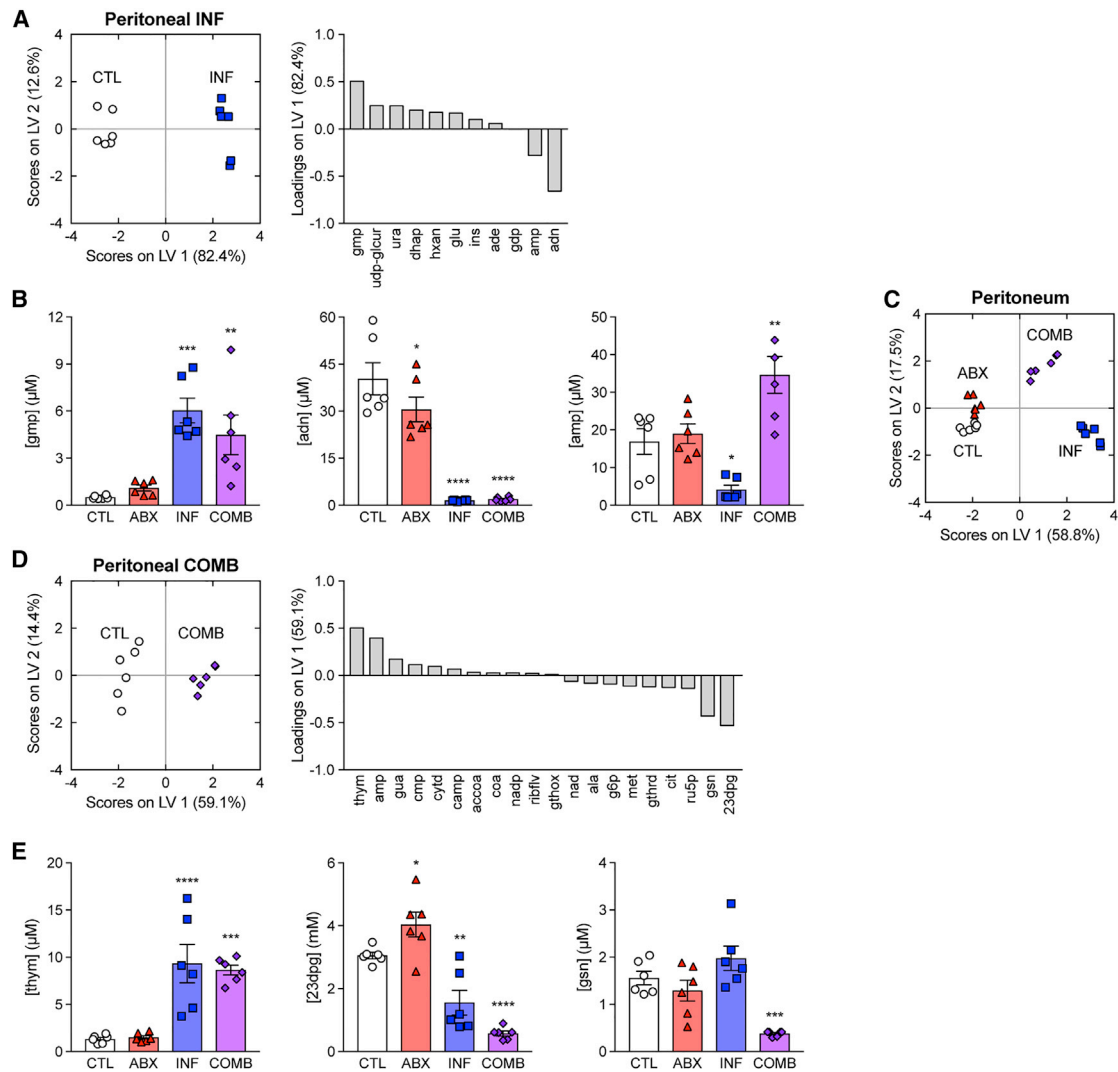 A
Peritoneal INF
Scores on LV 2 (12.6%)
4
2
0
-2
-4
CTL
INF
-4 -2 0 2 4
Scores on LV 1 (82.4%)
Loadings on LV 1 (82.4%)
1.0
0.5
0.0
-0.5
-1.0
gmp
udp-glcur
ura
dhap
hxan
glu
ins
ade
gdp
amp
adn
B
[gmp] (µM)
12
9
6
3
0
***
**
CTL ABX INF COMB
[adn] (µM)
60
45
30
15
0
*
****
****
CTL ABX INF COMB
[amp] (µM)
50
40
30
20
10
0
*
**
CTL ABX INF COMB
C
Peritoneum
Scores on LV 2 (17.5%)
4
2
0
-2
-4
COMB
ABX
CTL
INF
-4 -2 0 2 4
Scores on LV 1 (58.8%)
D
Peritoneal COMB
Scores on LV 2 (14.4%)
4
2
0
-2
-4
CTL
COMB
-4 -2 0 2 4
Scores on LV 1 (59.1%)
Loadings on LV 1 (59.1%)
1.0
0.5
0.0
-0.5
-1.0
thym
amp
gua
cmp
cytd
camp
accoa
coa
nadp
ribflv
gthox
nad
ala
g6p
met
gthrd
cit
ru5p
gsn
23dpg
E
[thym] (µM)
20
15
10
5
0
****
***
CTL ABX INF COMB
[23dpg] (mM)
6
4
2
0
*
**
****
CTL ABX INF COMB
[gsn] (µM)
4
3
2
1
0
***
CTL ABX INF COMB